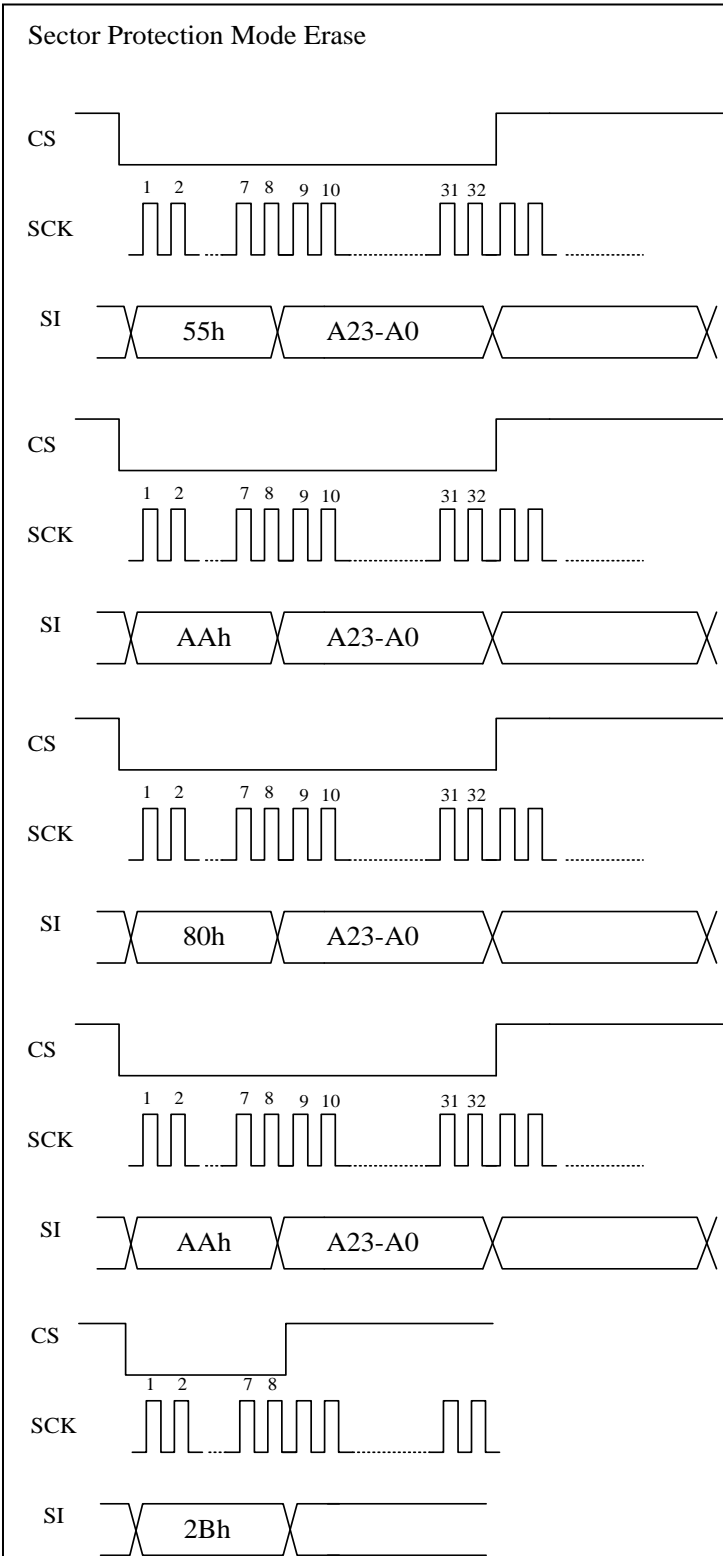 Sector Protection Mode Erase
CS
1 2 7 8 9 10 31 32
SCK
SI 55h A23-A0
CS
1 2 7 8 9 10 31 32
SCK
SI AAh A23-A0
CS
1 2 7 8 9 10 31 32
SCK
SI 80h A23-A0
CS
1 2 7 8 9 10 31 32
SCK
SI AAh A23-A0
CS
1 2 7 8
SCK
SI 2Bh